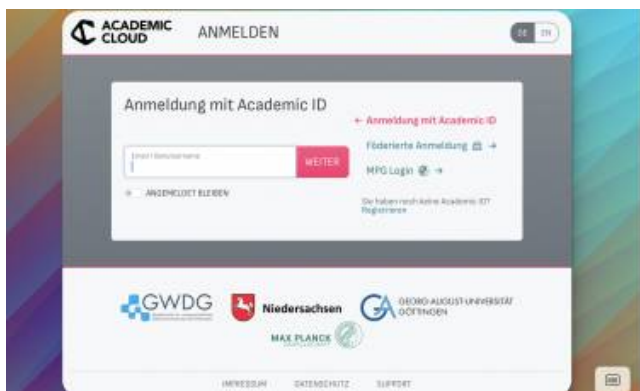 ACADEMIC
CLOUD
ANMELDEN
DE EN
Anmeldung mit Academic ID
← Anmeldung mit Academic ID
Föderierte Anmeldung →
MPG Login →
Email / Benutzername
WEITER
ANGEMELDET BLEIBEN
Sie haben noch keine Academic ID?
Registrieren
GWDG
Niedersachsen
GEORG-AUGUST-UNIVERSITÄT
GÖTTINGEN
MAX PLANCK
IMPRESSUM DATENSCHUTZ SUPPORT